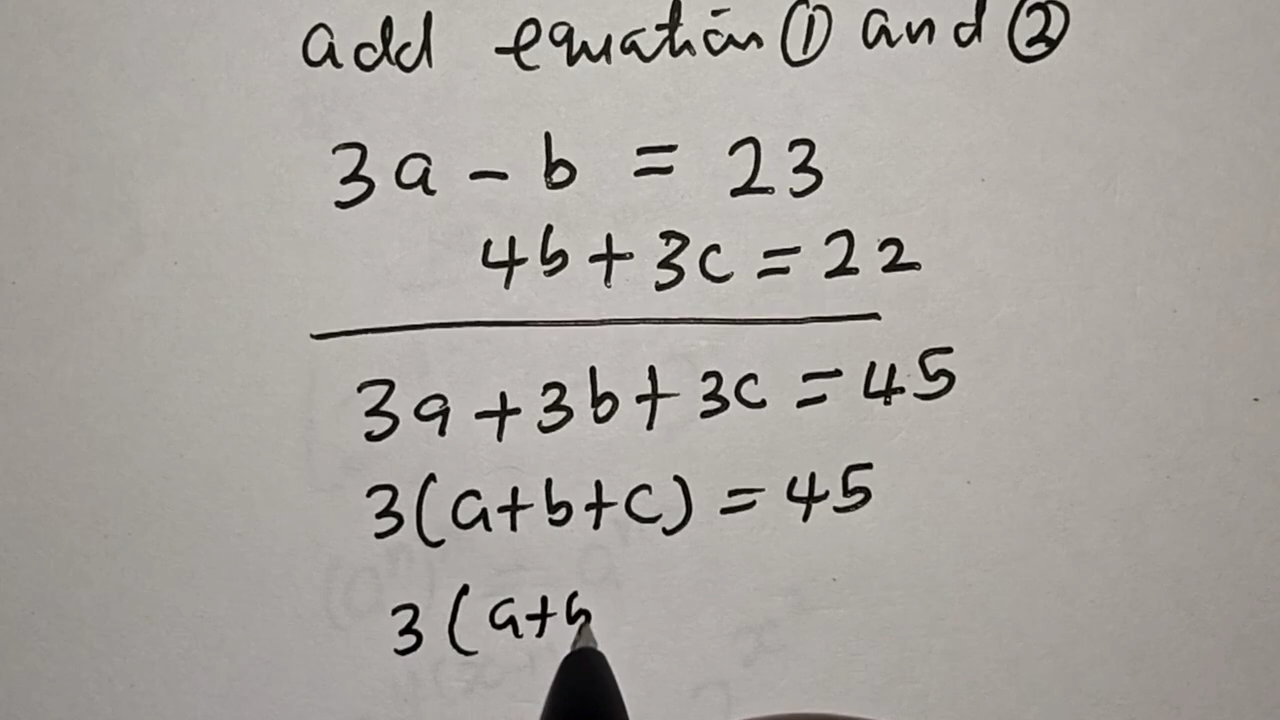 add equation ① and ②
3a - b = 23
4b + 3c = 22
3a + 3b + 3c = 45
3(a+b+c) = 45
3(a+b